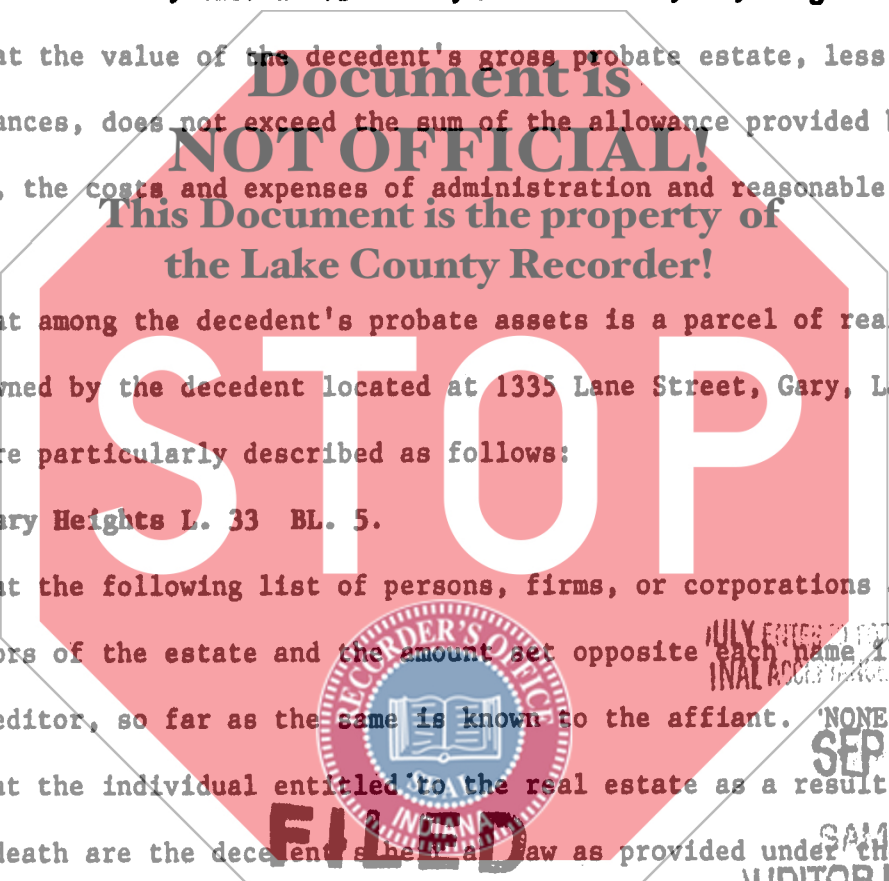 at the value of the decedent's gross probate estate, less
Document is
ances, does not exceed the sum of the allowance provided
NOT OFFICIAL!
, the costs and expenses of administration and reasonable
This Document is the property of
the Lake County Recorder!
at among the decedent's probate assets is a parcel of rea
STOP
wned by the decedent located at 1335 Lane Street, Gary, L
re particularly described as follows:
ary Heights L. 33 BL. 5.
at the following list of persons, firms, or corporations
RECORDER'S OFFICE
ors of the estate and the amount set opposite each name
editor, so far as the same is known to the affiant. 'NONE
SEP
at the individual entitled to the real estate as a result
SEAL
INDIANA
FILED
death are the decedent's heir at law as provided under th